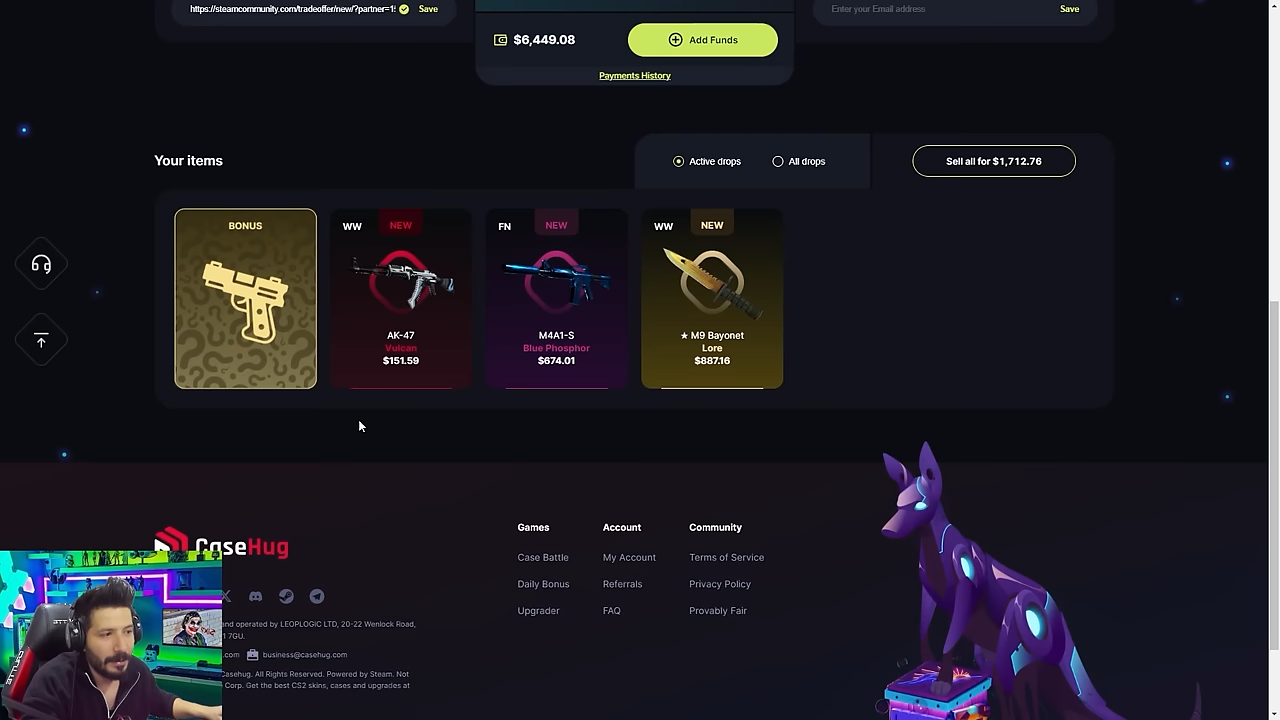 https://steamcommunity.com/tradeoffer/new/?partner=1
Save
Enter your Email address
Save
$6,449.08
Add Funds
Payments History
Your items
Active drops
All drops
Sell all for $1,712.76
BONUS
WW
NEW
AK-47
Vulcan
$151.59
FN
NEW
M4A1-S
Blue Phosphor
$674.01
WW
NEW
★ M9 Bayonet
Lore
$887.16
CaseHug
Games
Case Battle
Daily Bonus
Upgrader
Account
My Account
Referrals
FAQ
Community
Terms of Service
Privacy Policy
Provably Fair
and operated by LEOPLOGIC LTD, 20-22 Wenlock Road,
7GU.
.com
business@casehug.com
Casehug. All Rights Reserved. Powered by Steam. Not
Corp. Get the best CS2 skins, cases and upgrades at